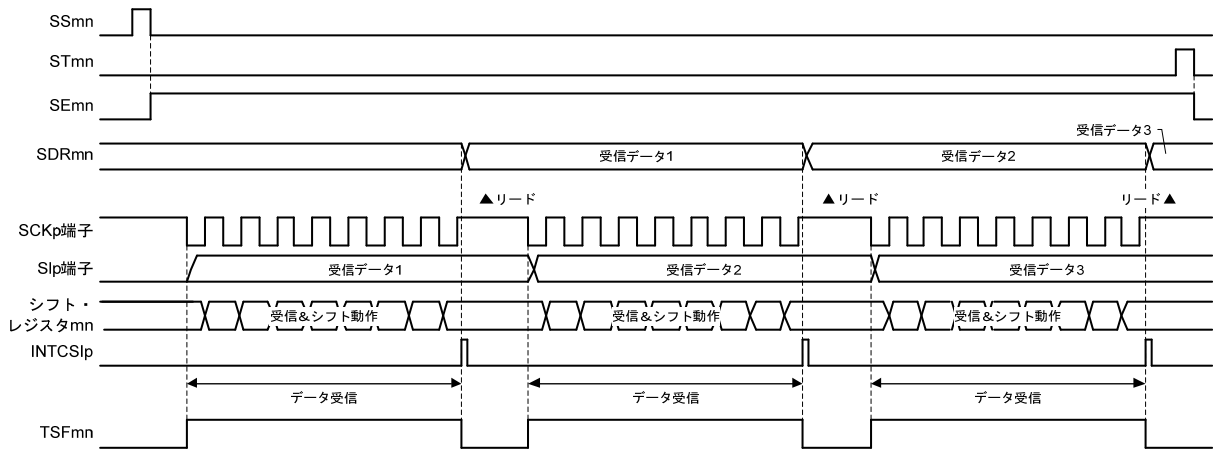 SSmn
STmn
SEmn
受信データ3
SDRmn
受信データ1
受信データ2
▲リード
▲リード
リード▲
SCKp端子
SIp端子
受信データ1
受信データ2
受信データ3
シフト・
レジスタmn
受信&シフト動作
受信&シフト動作
受信&シフト動作
INTCSIp
データ受信
データ受信
データ受信
TSFmn